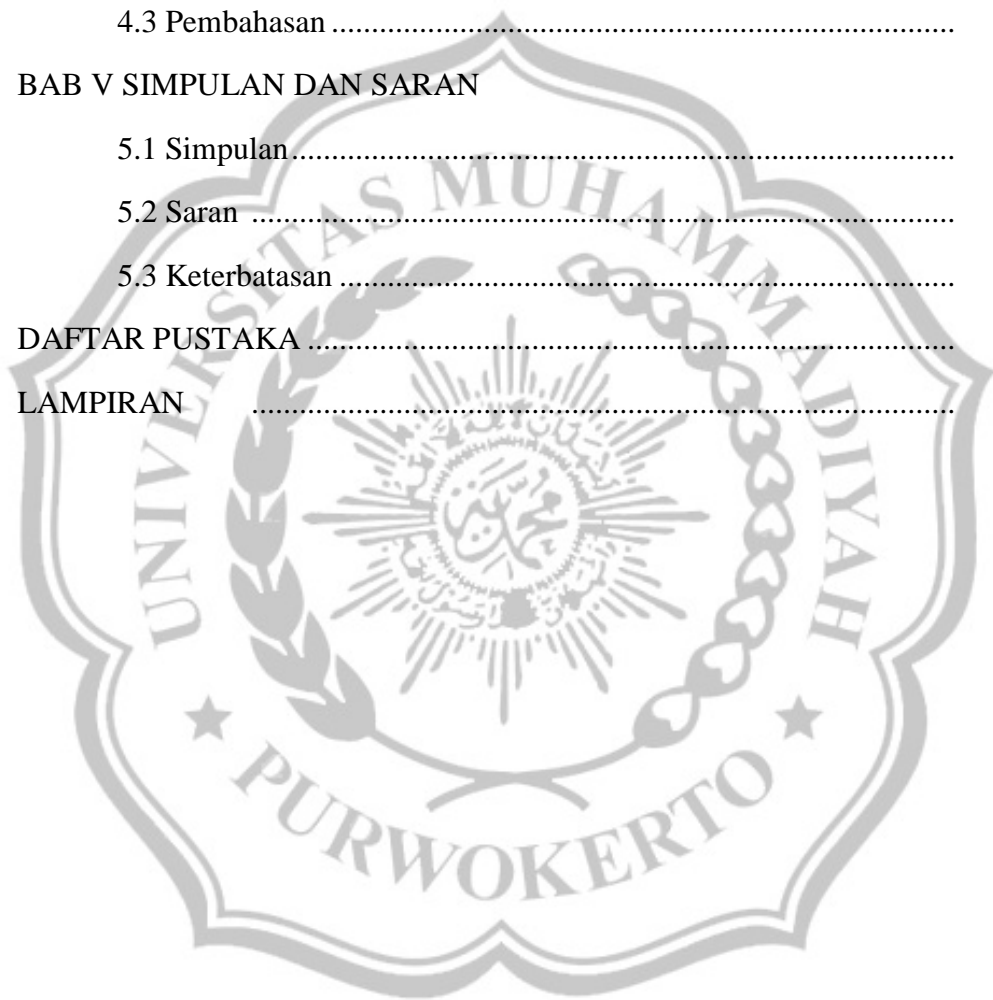 4.3 Pembahasan ..............................................................................
BAB V SIMPULAN DAN SARAN
5.1 Simpulan...................................................................................
5.2 Saran ........................................................................................
5.3 Keterbatasan .............................................................................
DAFTAR PUSTAKA .................................................................................
LAMPIRAN ........................................................................................
UNIVERSITAS MUHAMMADIYAH
PURWOKERTO